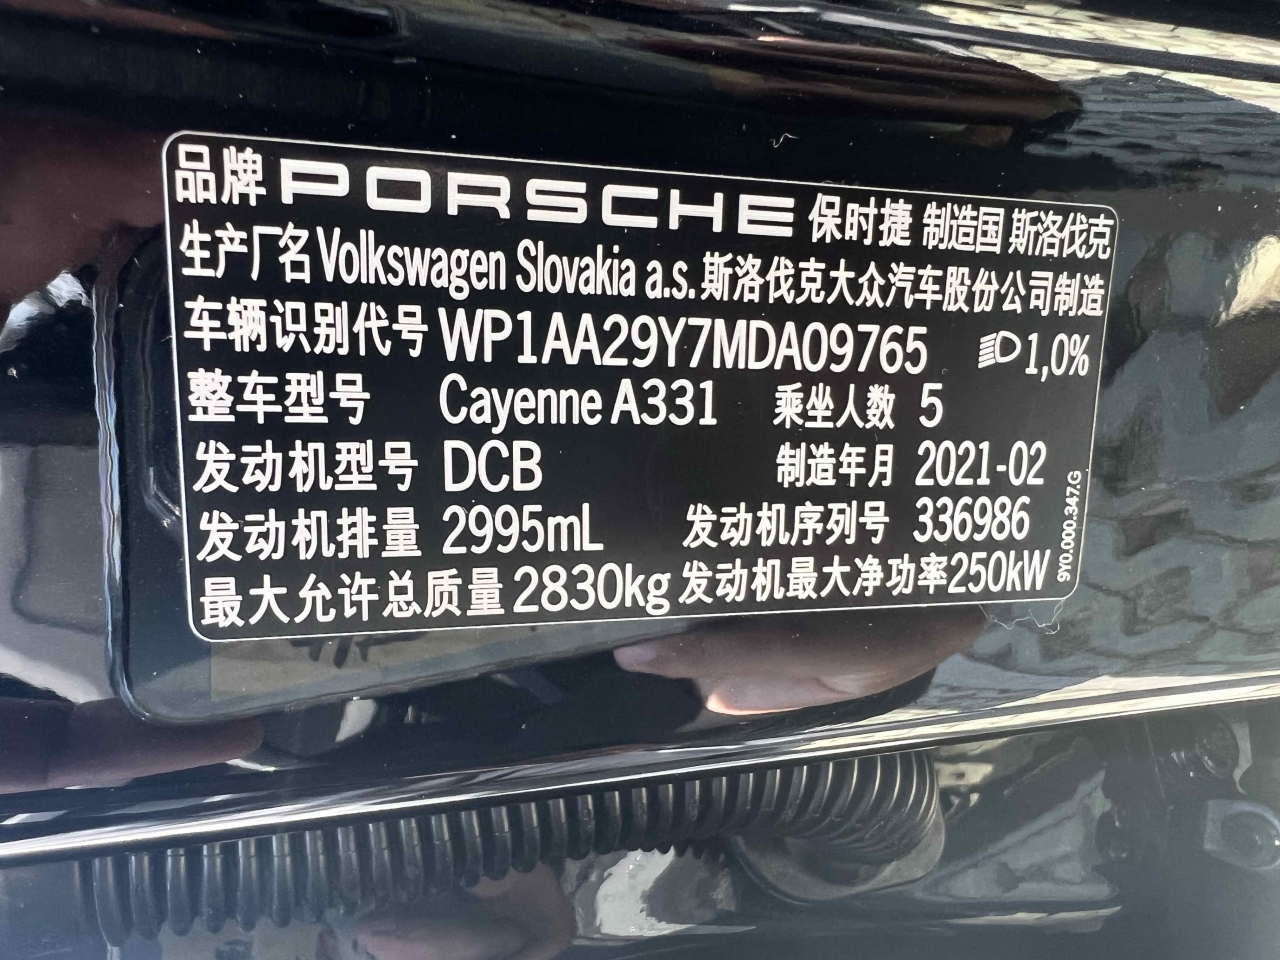 品牌 PORSCHE 保时捷 制造国 斯洛伐克
生产厂名 Volkswagen Slovakia a.s. 斯洛伐克大众汽车股份公司制造
车辆识别代号 WP1AA29Y7MDA09765 1,0%
整车型号 Cayenne A331 乘坐人数 5
发动机型号 DCB 制造年月 2021-02
发动机排量 2995mL 发动机序列号 336986
最大允许总质量 2830kg 发动机最大净功率 250kW
9Y0.000.347.G